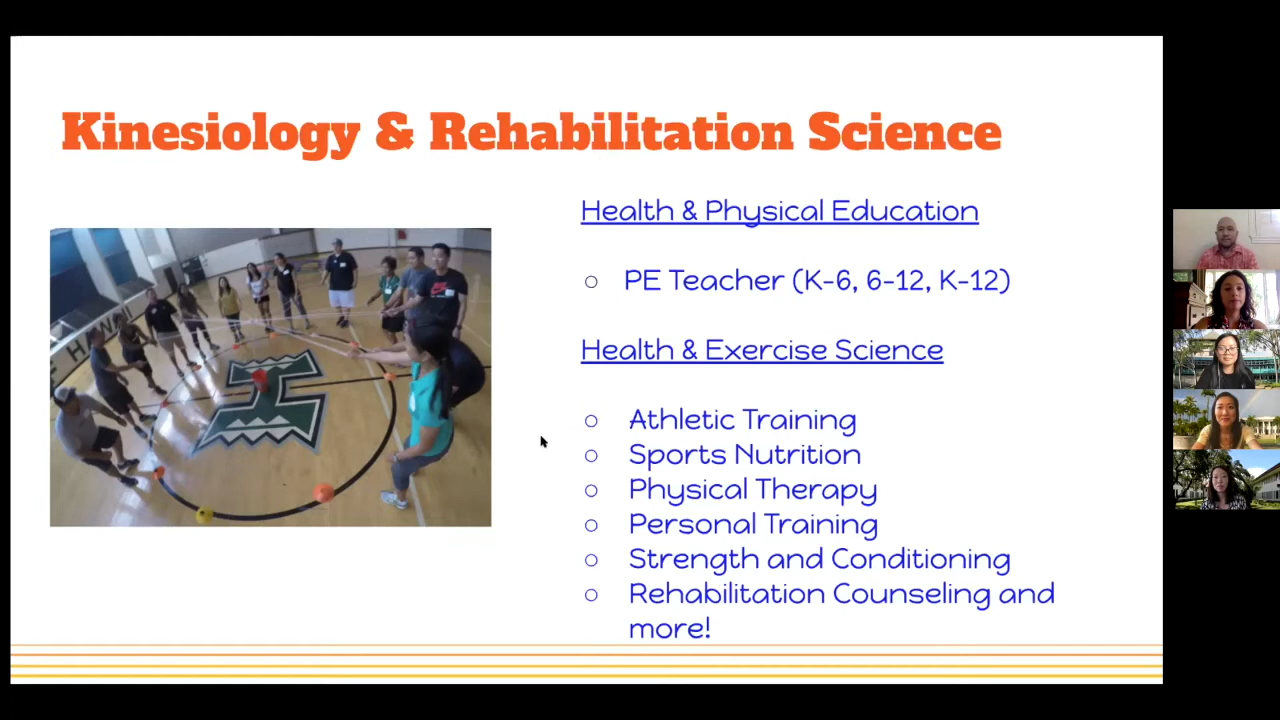 Kinesiology & Rehabilitation Science
Health & Physical Education
PE Teacher (K-6, 6-12, K-12)
Health & Exercise Science
Athletic Training
Sports Nutrition
Physical Therapy
Personal Training
Strength and Conditioning
Rehabilitation Counseling and
more!
HAWAI
H